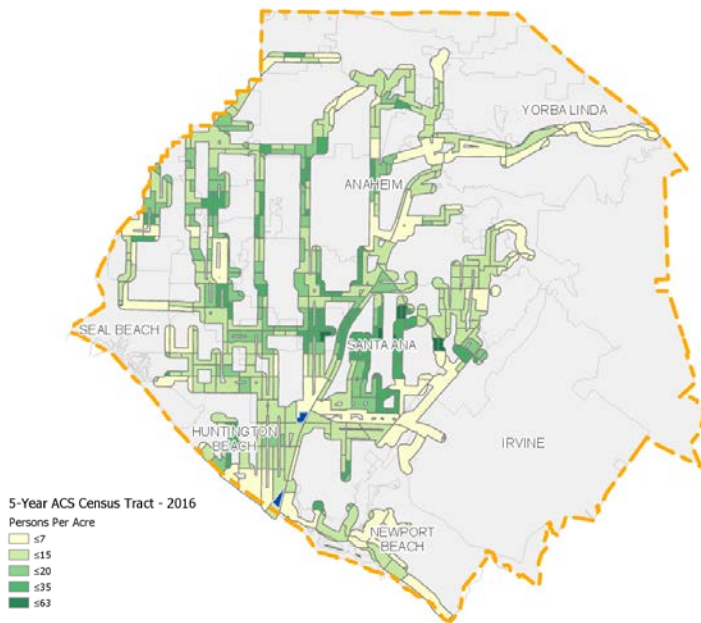 YORBA LINDA
ANAHEIM
SEAL BEACH
SANTA ANA
HUNTINGTON
BEACH
IRVINE
NEWPORT
BEACH
5-Year ACS Census Tract - 2016
Persons Per Acre
≤7
≤15
≤20
≤35
≤63